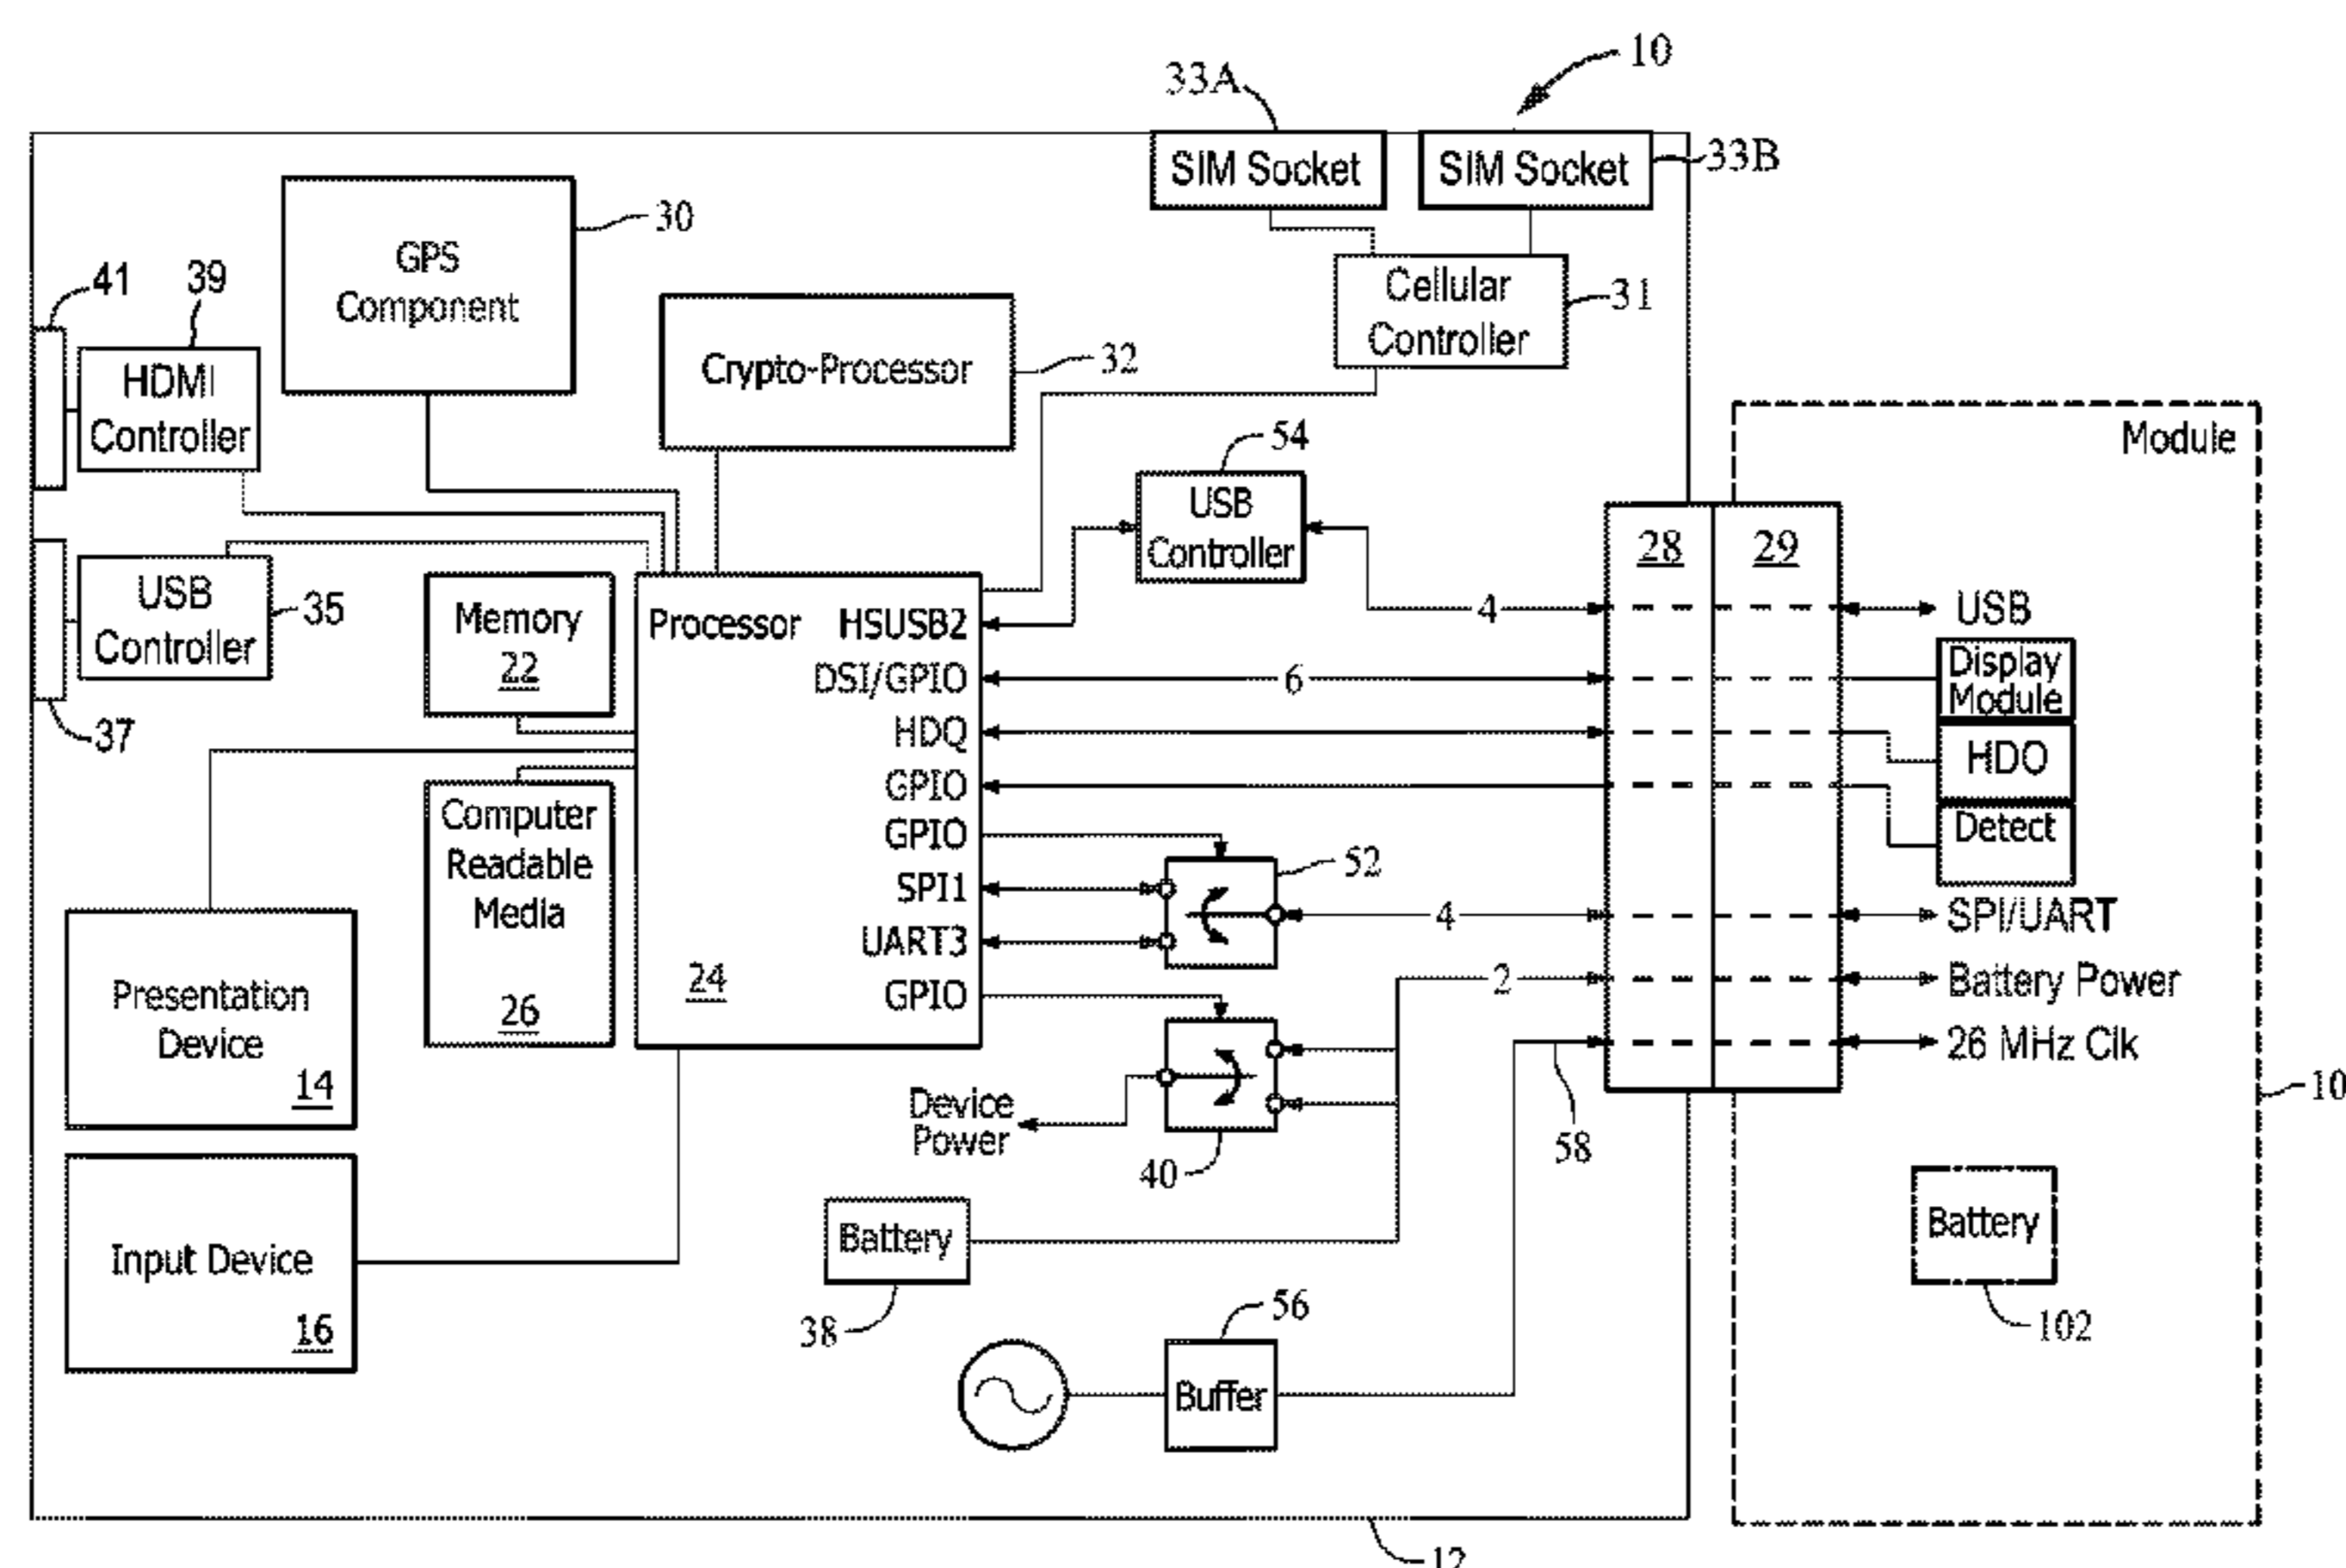 10
33A
SIM Socket
SIM Socket
33B
30
GPS
Component
41
39
HDMI
Controller
Cellular
Controller
31
Crypto-Processor
32
Module
54
USB
Controller
28
29
USB
Controller
35
37
Memory
22
Processor
24
HSUSB2
DSI/GPIO
HDQ
GPIO
GPIO
SPI1
UART3
GPIO
4
6
4
2
USB
Display
Module
HDO
Detect
SPI/UART
Battery Power
26 MHz Clk
Computer
Readable
Media
26
52
Presentation
Device
14
Device
Power
40
58
10
Input Device
16
Battery
38
Battery
102
56
Buffer
12